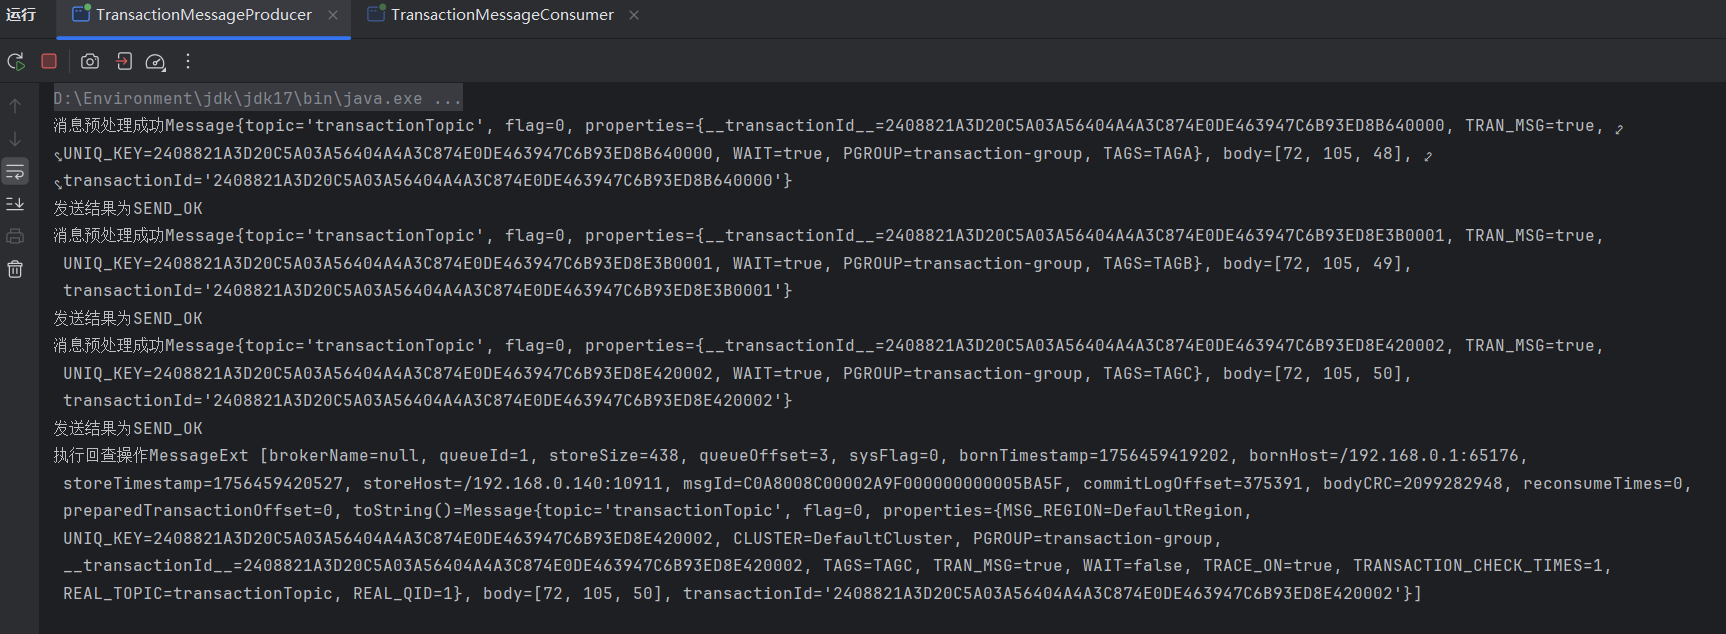 运行 TransactionMessageProducer TransactionMessageConsumer
D:\Environment\jdk\jdk17\bin\java.exe ...
消息预处理成功Message{topic='transactionTopic', flag=0, properties={__transactionId__=2408821A3D20C5A03A56404A4A3C874E0DE463947C6B93ED8B640000, TRAN_MSG=true,
UNIQ_KEY=2408821A3D20C5A03A56404A4A3C874E0DE463947C6B93ED8B640000, WAIT=true, PGROUP=transaction-group, TAGS=TAGA}, body=[72, 105, 48],
transactionId='2408821A3D20C5A03A56404A4A3C874E0DE463947C6B93ED8B640000'}
发送结果为SEND_OK
消息预处理成功Message{topic='transactionTopic', flag=0, properties={__transactionId__=2408821A3D20C5A03A56404A4A3C874E0DE463947C6B93ED8E3B0001, TRAN_MSG=true,
UNIQ_KEY=2408821A3D20C5A03A56404A4A3C874E0DE463947C6B93ED8E3B0001, WAIT=true, PGROUP=transaction-group, TAGS=TAGB}, body=[72, 105, 49],
transactionId='2408821A3D20C5A03A56404A4A3C874E0DE463947C6B93ED8E3B0001'}
发送结果为SEND_OK
消息预处理成功Message{topic='transactionTopic', flag=0, properties={__transactionId__=2408821A3D20C5A03A56404A4A3C874E0DE463947C6B93ED8E420002, TRAN_MSG=true,
UNIQ_KEY=2408821A3D20C5A03A56404A4A3C874E0DE463947C6B93ED8E420002, WAIT=true, PGROUP=transaction-group, TAGS=TAGC}, body=[72, 105, 50],
transactionId='2408821A3D20C5A03A56404A4A3C874E0DE463947C6B93ED8E420002'}
发送结果为SEND_OK
执行回查操作MessageExt [brokerName=null, queueId=1, storeSize=438, queueOffset=3, sysFlag=0, bornTimestamp=1756459419202, bornHost=/192.168.0.1:65176,
storeTimestamp=1756459420527, storeHost=/192.168.0.140:10911, msgId=C0A8008C00002A9F000000000005BA5F, commitLogOffset=375391, bodyCRC=2099282948, reconsumeTimes=0,
preparedTransactionOffset=0, toString()=Message{topic='transactionTopic', flag=0, properties={MSG_REGION=DefaultRegion,
UNIQ_KEY=2408821A3D20C5A03A56404A4A3C874E0DE463947C6B93ED8E420002, CLUSTER=DefaultCluster, PGROUP=transaction-group,
__transactionId__=2408821A3D20C5A03A56404A4A3C874E0DE463947C6B93ED8E420002, TAGS=TAGC, TRAN_MSG=true, WAIT=false, TRACE_ON=true, TRANSACTION_CHECK_TIMES=1,
REAL_TOPIC=transactionTopic, REAL_QID=1}, body=[72, 105, 50], transactionId='2408821A3D20C5A03A56404A4A3C874E0DE463947C6B93ED8E420002'}]